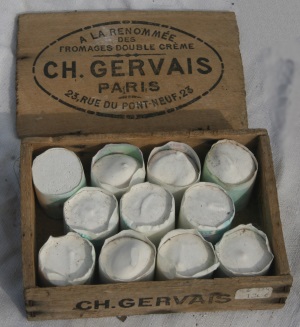 A LA RENOMMÉE
DES
FROMAGES DOUBLE CRÈME
CH. GERVAIS
PARIS
23, RUE DU PONT-NEUF, 23
CH. GERVAIS